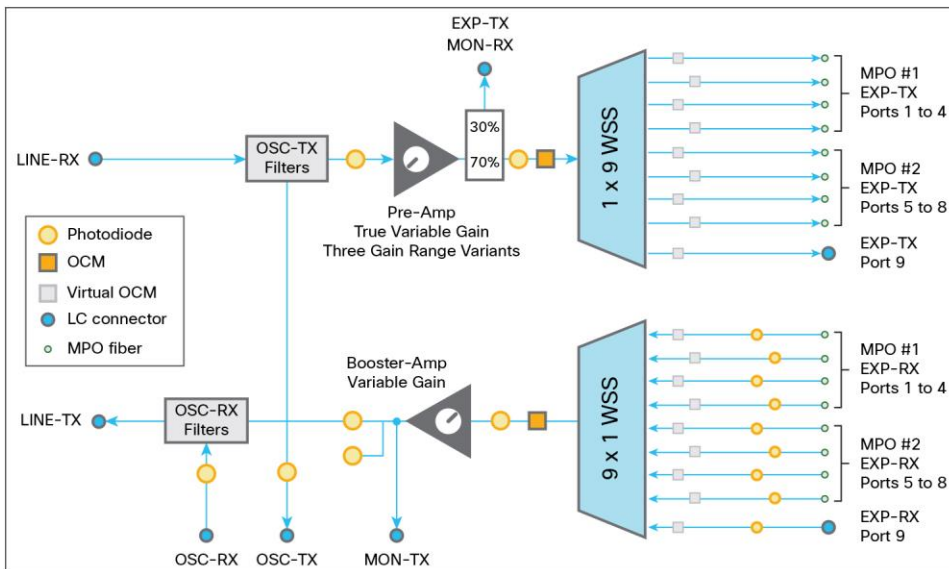 EXP-TX
MON-RX
LINE-RX
OSC-TX
Filters
30%
70%
1 x 9 WSS
MPO #1
EXP-TX
Ports 1 to 4
MPO #2
EXP-TX
Ports 5 to 8
EXP-TX
Port 9
Pre-Amp
True Variable Gain
Three Gain Range Variants
Photodiode
OCM
Virtual OCM
LC connector
MPO fiber
Booster-Amp
Variable Gain
LINE-TX
OSC-RX
Filters
9 x 1 WSS
MPO #1
EXP-RX
Ports 1 to 4
MPO #2
EXP-RX
Ports 5 to 8
EXP-RX
Port 9
OSC-RX
OSC-TX
MON-TX